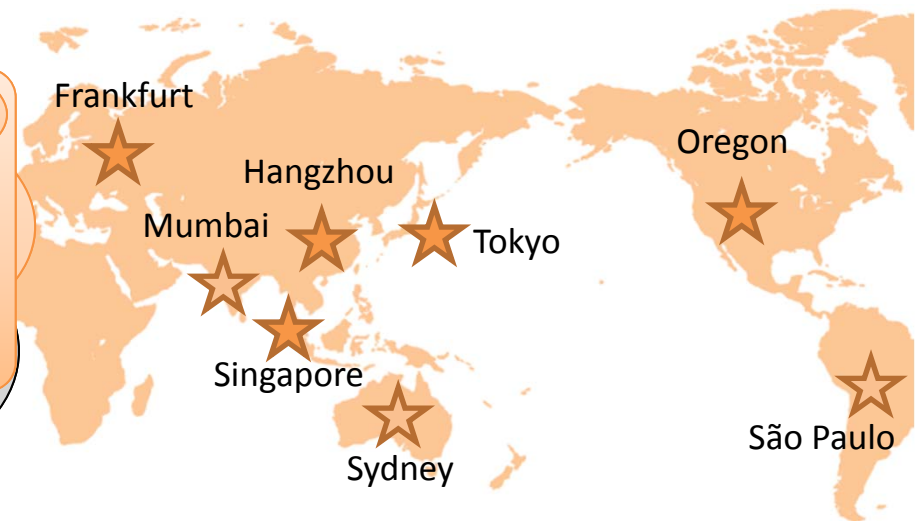 Frankfurt
Oregon
Hangzhou
Mumbai
Tokyo
Singapore
São Paulo
Sydney